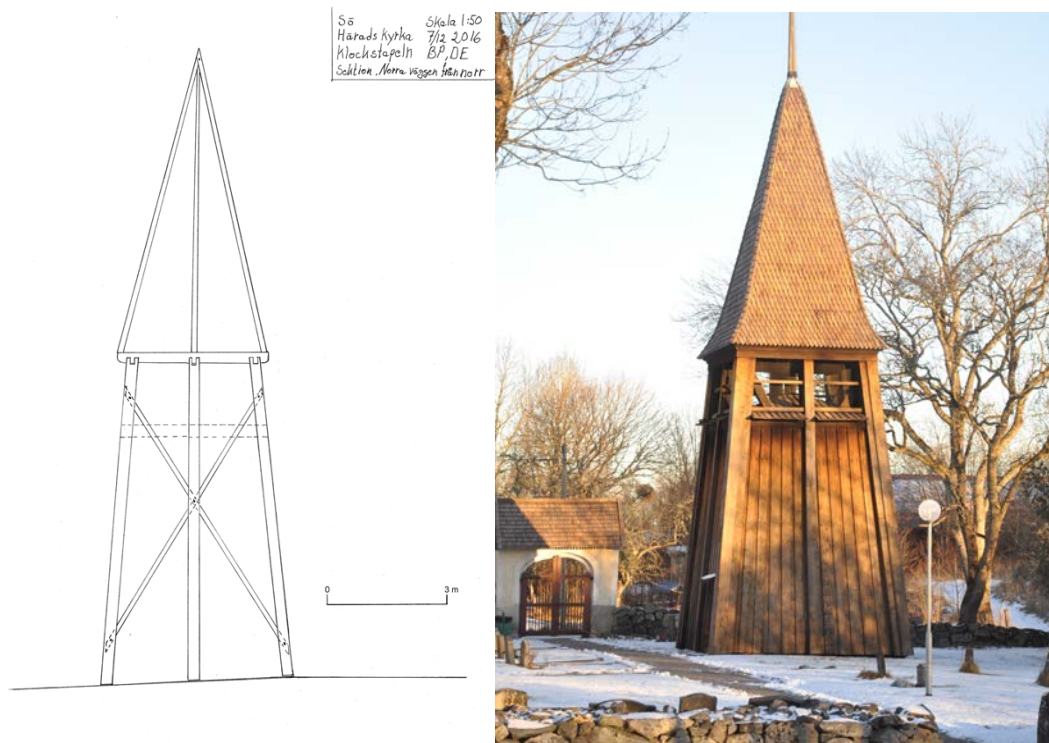 Sö Skala 1:50
Härads kyrka 7/12 2016
Klockstapeln BP, DE
Sektion, Norra väggen från norr
0 3 m